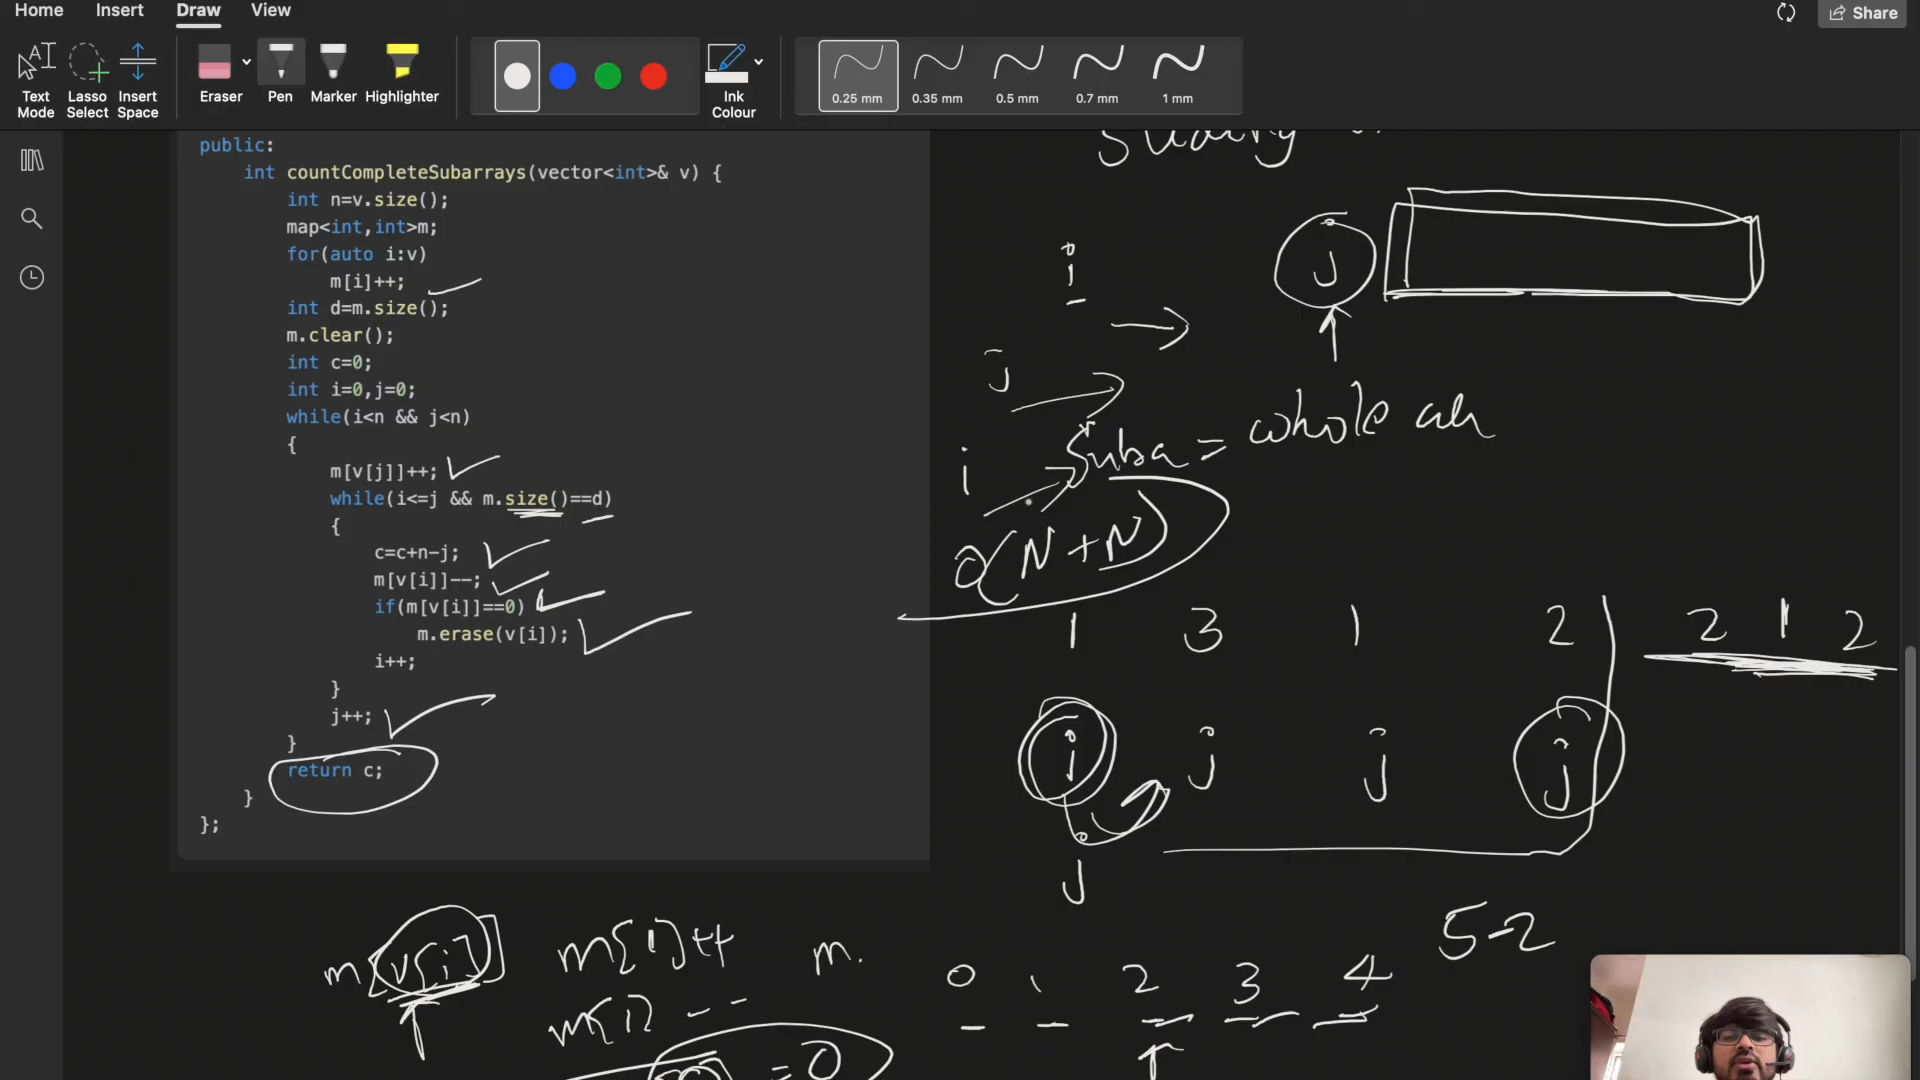 Home Insert Draw View
Share
Text Mode
Lasso Select
Insert Space
Eraser
Pen
Marker
Highlighter
Ink Colour
0.25 mm
0.35 mm
0.5 mm
0.7 mm
1 mm
public:
int countCompleteSubarrays(vector<int>& v) {
int n=v.size();
map<int,int>m;
for(auto i:v)
m[i]++;
int d=m.size();
m.clear();
int c=0;
int i=0,j=0;
while(i<n && j<n)
{
m[v[j]]++;
while(i<=j && m.size()==d)
{
c=c+n-j;
m[v[i]]--;
if(m[v[i]]==0)
m.erase(v[i]);
i++;
}
j++;
}
return c;
}
};
i
j
j
i
Suba = whole
O(N+N)
1 3 1 2 2 1 2
i j j j
j
5-2
m[v[i]] m[1]++ m.
m[1]--
0 1 2 3 4
= 0